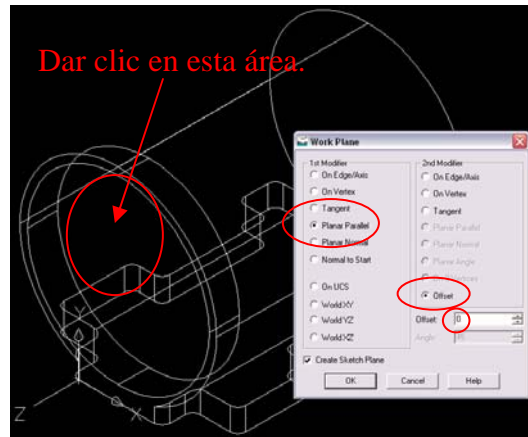 Dar clic en esta área.
Work Plane
1st Modifier
On Edge/Axis
On Vertex
Tangent
Planar Parallel
Planar Normal
Normal to Start
On UCS
World XY
World YZ
World XZ
2nd Modifier
On Edge/Axis
On Vertex
Tangent
Planar Parallel
Planar Normal
Planar Angle
Offset
Offset: 0
Angle: 45
Create Sketch Plane
OK Cancel Help
Y
Z X